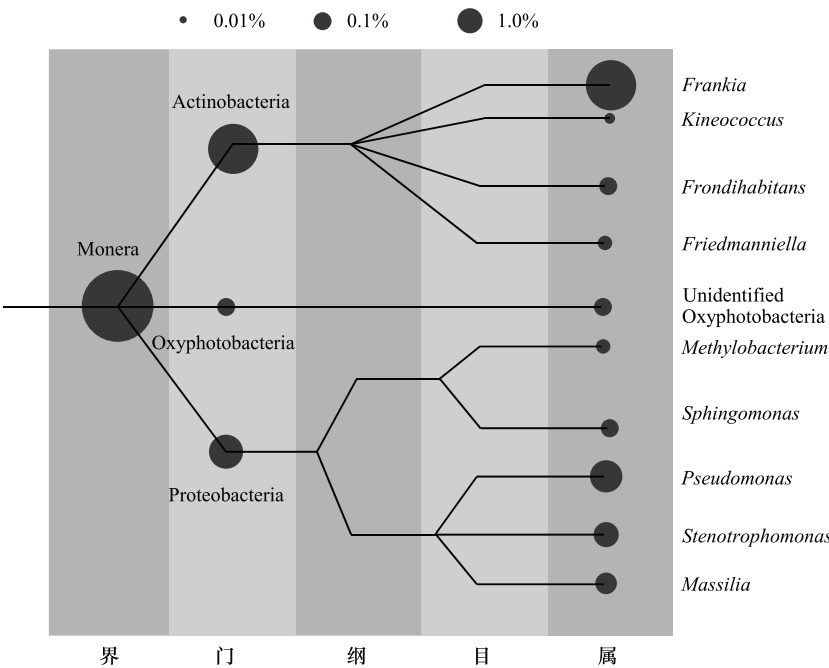 0.01% 0.1% 1.0%
Actinobacteria
Monera
Oxyphotobacteria
Proteobacteria
Frankia
Kineococcus
Frondihabitans
Friedmanniella
Unidentified
Oxyphotobacteria
Methylobacterium
Sphingomonas
Pseudomonas
Stenotrophomonas
Massilia
界 门 纲 目 属